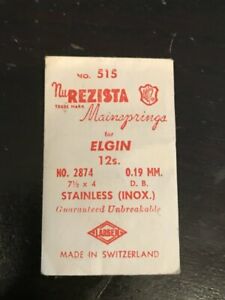 NO. 515
Nu REZISTA
TRADE MARK
Mainsprings
for
ELGIN
12s.
NO. 2874 0.19 MM.
7½ x 4 D. B.
STAINLESS (INOX.)
Guaranteed Unbreakable
MADE IN SWITZERLAND